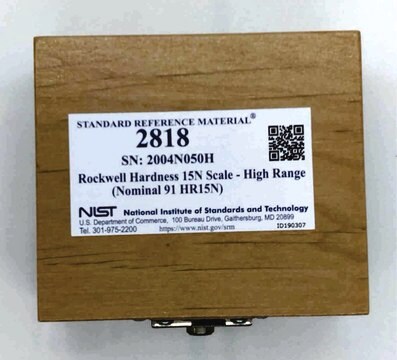 STANDARD REFERENCE MATERIAL®
2818
SN: 2004N050H
Rockwell Hardness 15N Scale - High Range
(Nominal 91 HR15N)
NIST National Institute of Standards and Technology
U.S. Department of Commerce, 100 Bureau Drive, Gaithersburg, MD 20899
Tel. 301-975-2200 https://www.nist.gov/srm ID190307